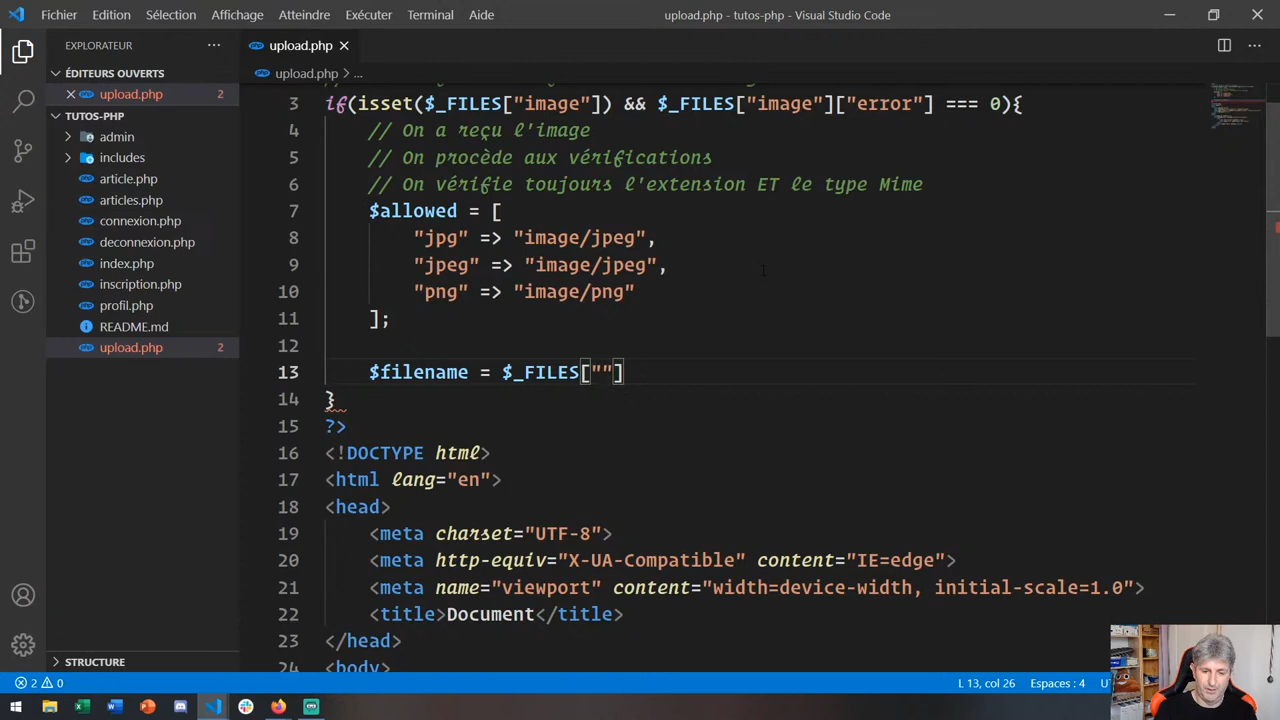 Fichier Edition Sélection Affichage Atteindre Exécuter Terminal Aide
upload.php - tutos-php - Visual Studio Code
EXPLORATEUR
upload.php
upload.php > ...
ÉDITEURS OUVERTS
upload.php 2
TUTOS-PHP
admin
includes
article.php
articles.php
connexion.php
deconnexion.php
index.php
inscription.php
profil.php
README.md
upload.php 2
STRUCTURE
3 if(isset($_FILES["image"]) && $_FILES["image"]["error"] === 0){
4 // On a reçu l'image
5 // On procède aux vérifications
6 // On vérifie toujours l'extension ET le type Mime
7 $allowed = [
8 "jpg" => "image/jpeg",
9 "jpeg" => "image/jpeg",
10 "png" => "image/png"
11 ];
12
13 $filename = $_FILES[""]
14 }
15 ?>
16 <!DOCTYPE html>
17 <html lang="en">
18 <head>
19 <meta charset="UTF-8">
20 <meta http-equiv="X-UA-Compatible" content="IE=edge">
21 <meta name="viewport" content="width=device-width, initial-scale=1.0">
22 <title>Document</title>
23 </head>
24 <body>
2 0
L 13, col 26 Espaces : 4